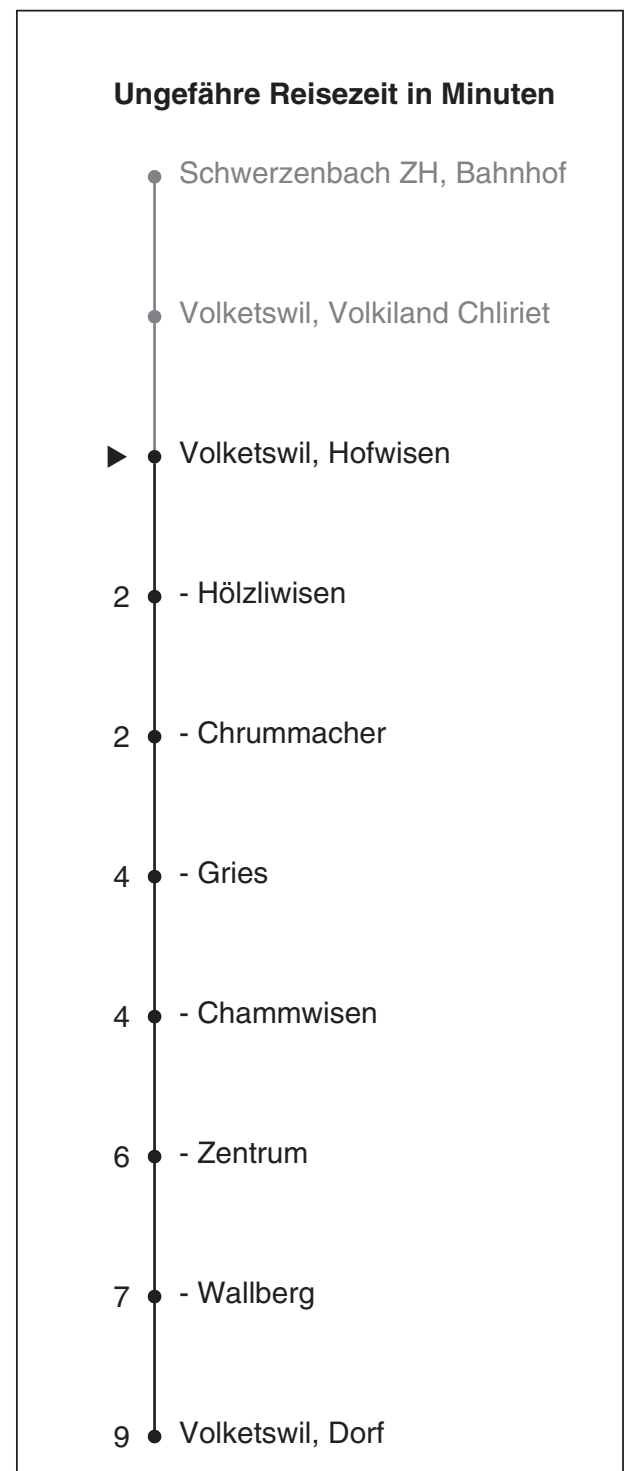 Ungefähre Reisezeit in Minuten
Schwerzenbach ZH, Bahnhof
Volketswil, Volkiland Chliriet
Volketswil, Hofwisen
2 - Hölzliwisen
2 - Chrummacher
4 - Gries
4 - Chammwisen
6 - Zentrum
7 - Wallberg
9 Volketswil, Dorf